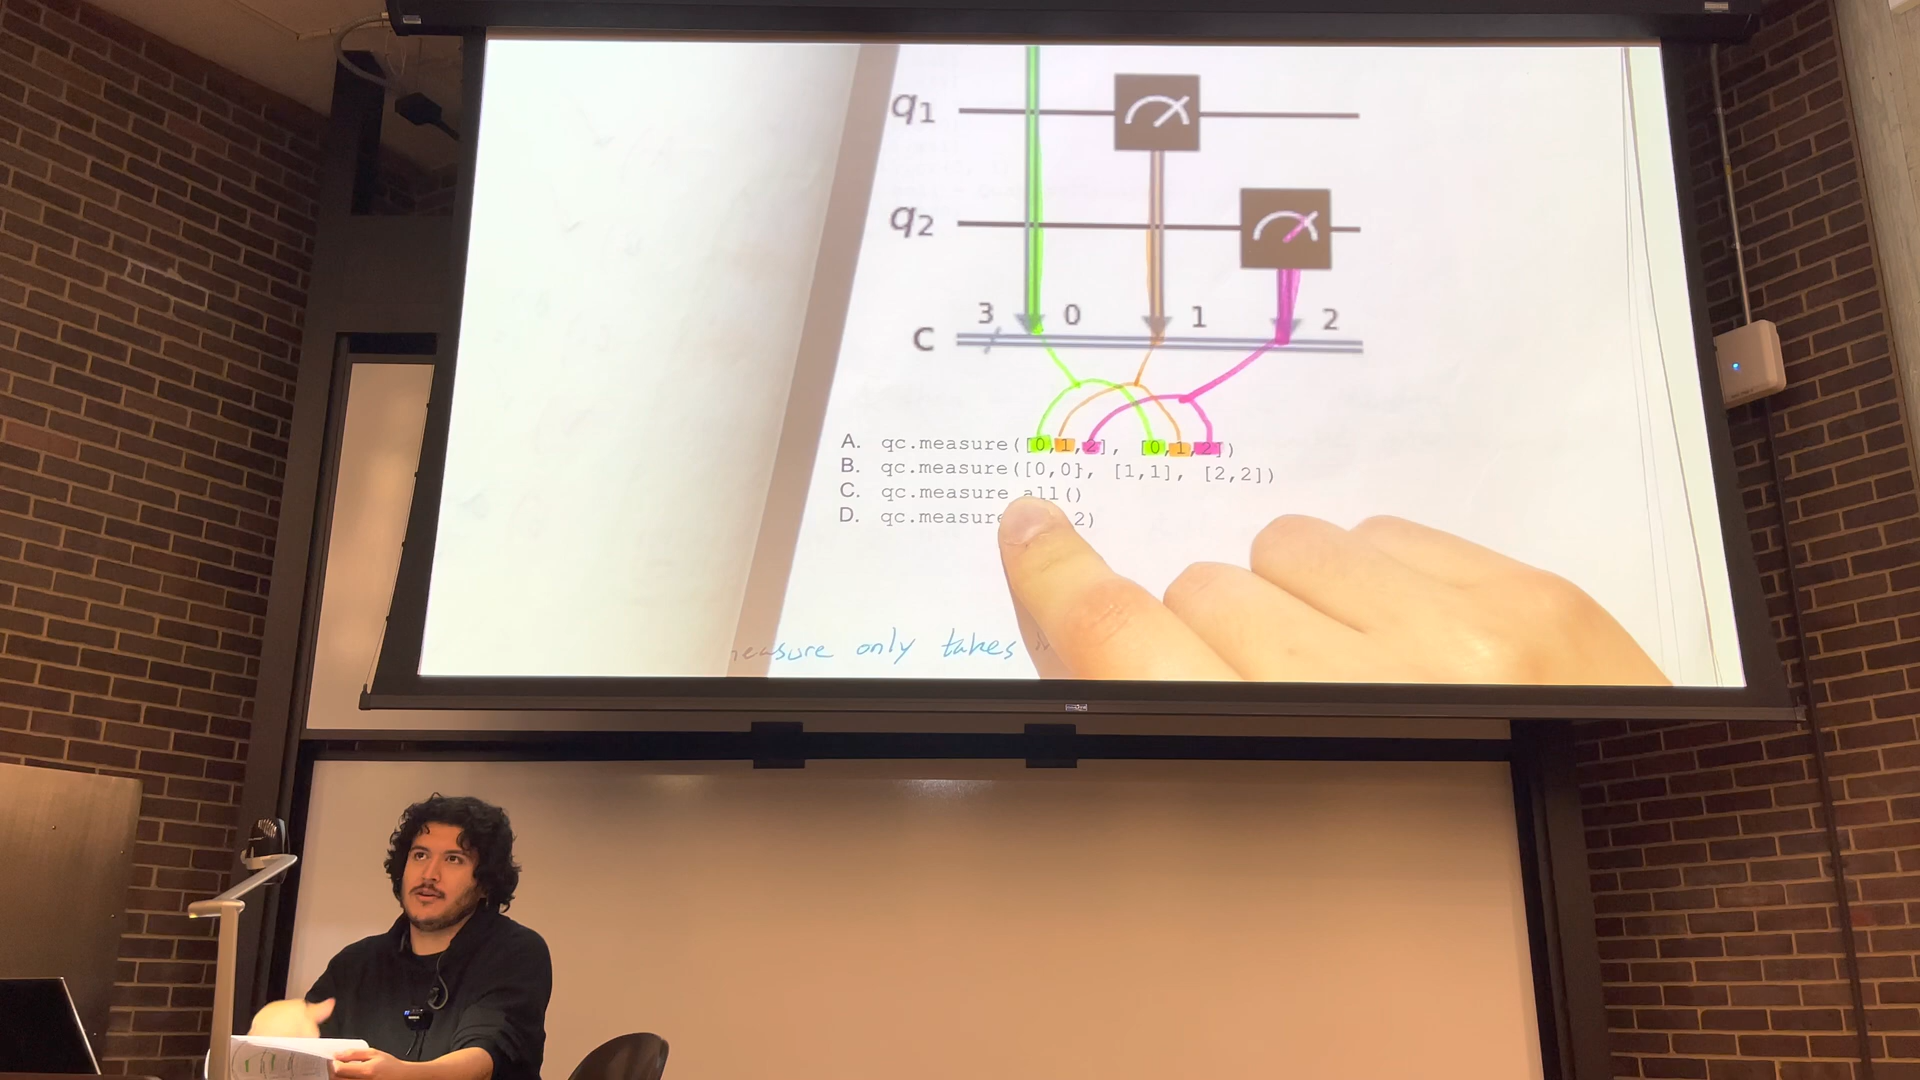 q1
q2
3 0 1 2
c
A. qc.measure([0,1,2], [0,1,2])
B. qc.measure([0,0}, [1,1], [2,2])
C. qc.measure_all()
D. qc.measure 2)
measure only takes